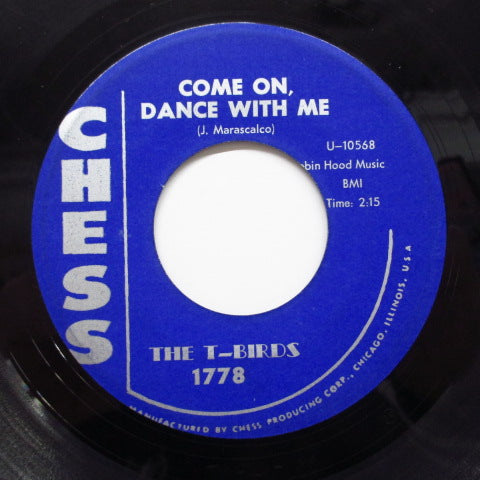 CHESS
COME ON,
DANCE WITH ME
(J. Marascalco)
U-10568
bin Hood Music
BMI
Time: 2:15
THE T-BIRDS
1778
MANUFACTURED BY CHESS PRODUCING CORP., CHICAGO, ILLINOIS, U.S.A